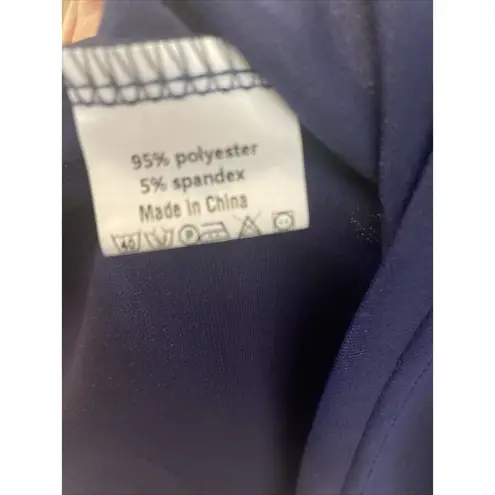 95% polyester
5% spandex
Made in China
40 P